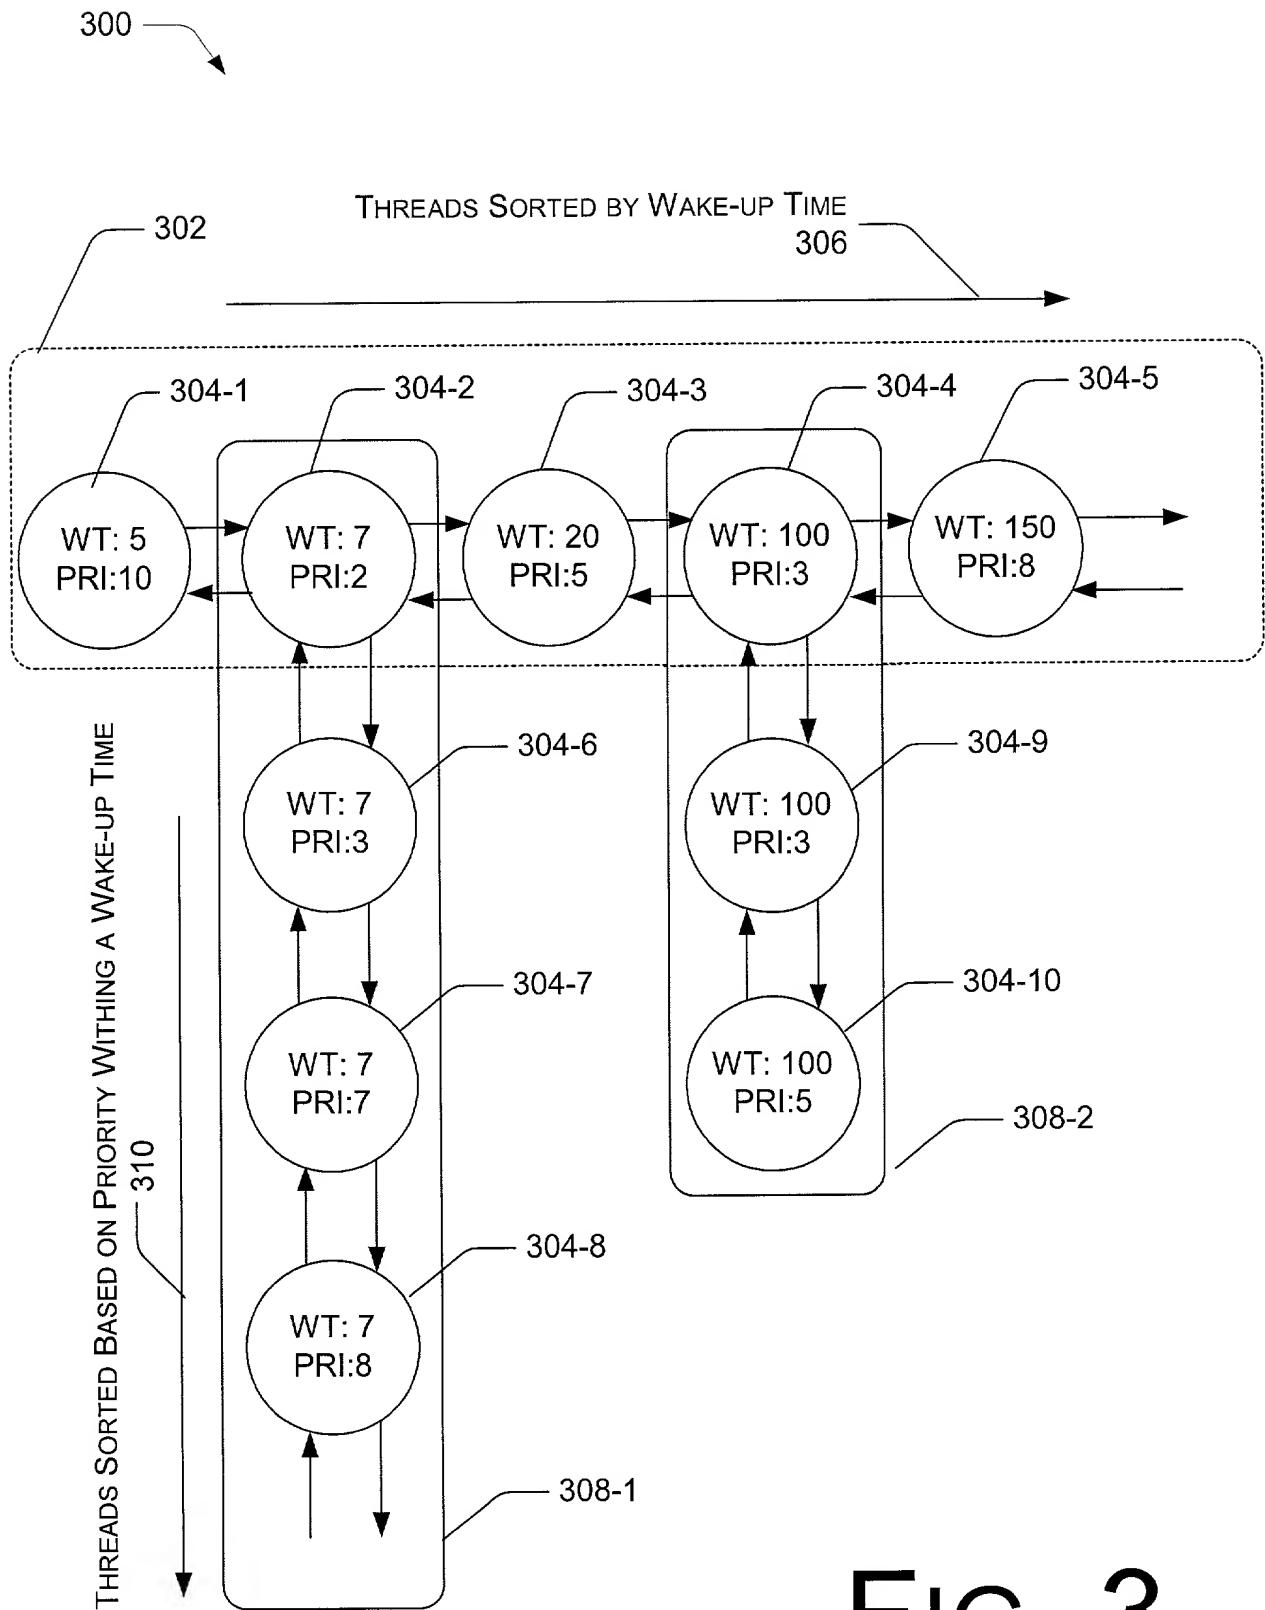 300
THREADS SORTED BY WAKE-UP TIME
306
302
304-1
304-2
304-3
304-4
304-5
WT: 5
PRI:10
WT: 7
PRI:2
WT: 20
PRI:5
WT: 100
PRI:3
WT: 150
PRI:8
304-6
WT: 7
PRI:3
304-9
WT: 100
PRI:3
304-7
WT: 7
PRI:7
304-10
WT: 100
PRI:5
308-2
304-8
WT: 7
PRI:8
308-1
THREADS SORTED BASED ON PRIORITY WITHING A WAKE-UP TIME
310
FIG. 3